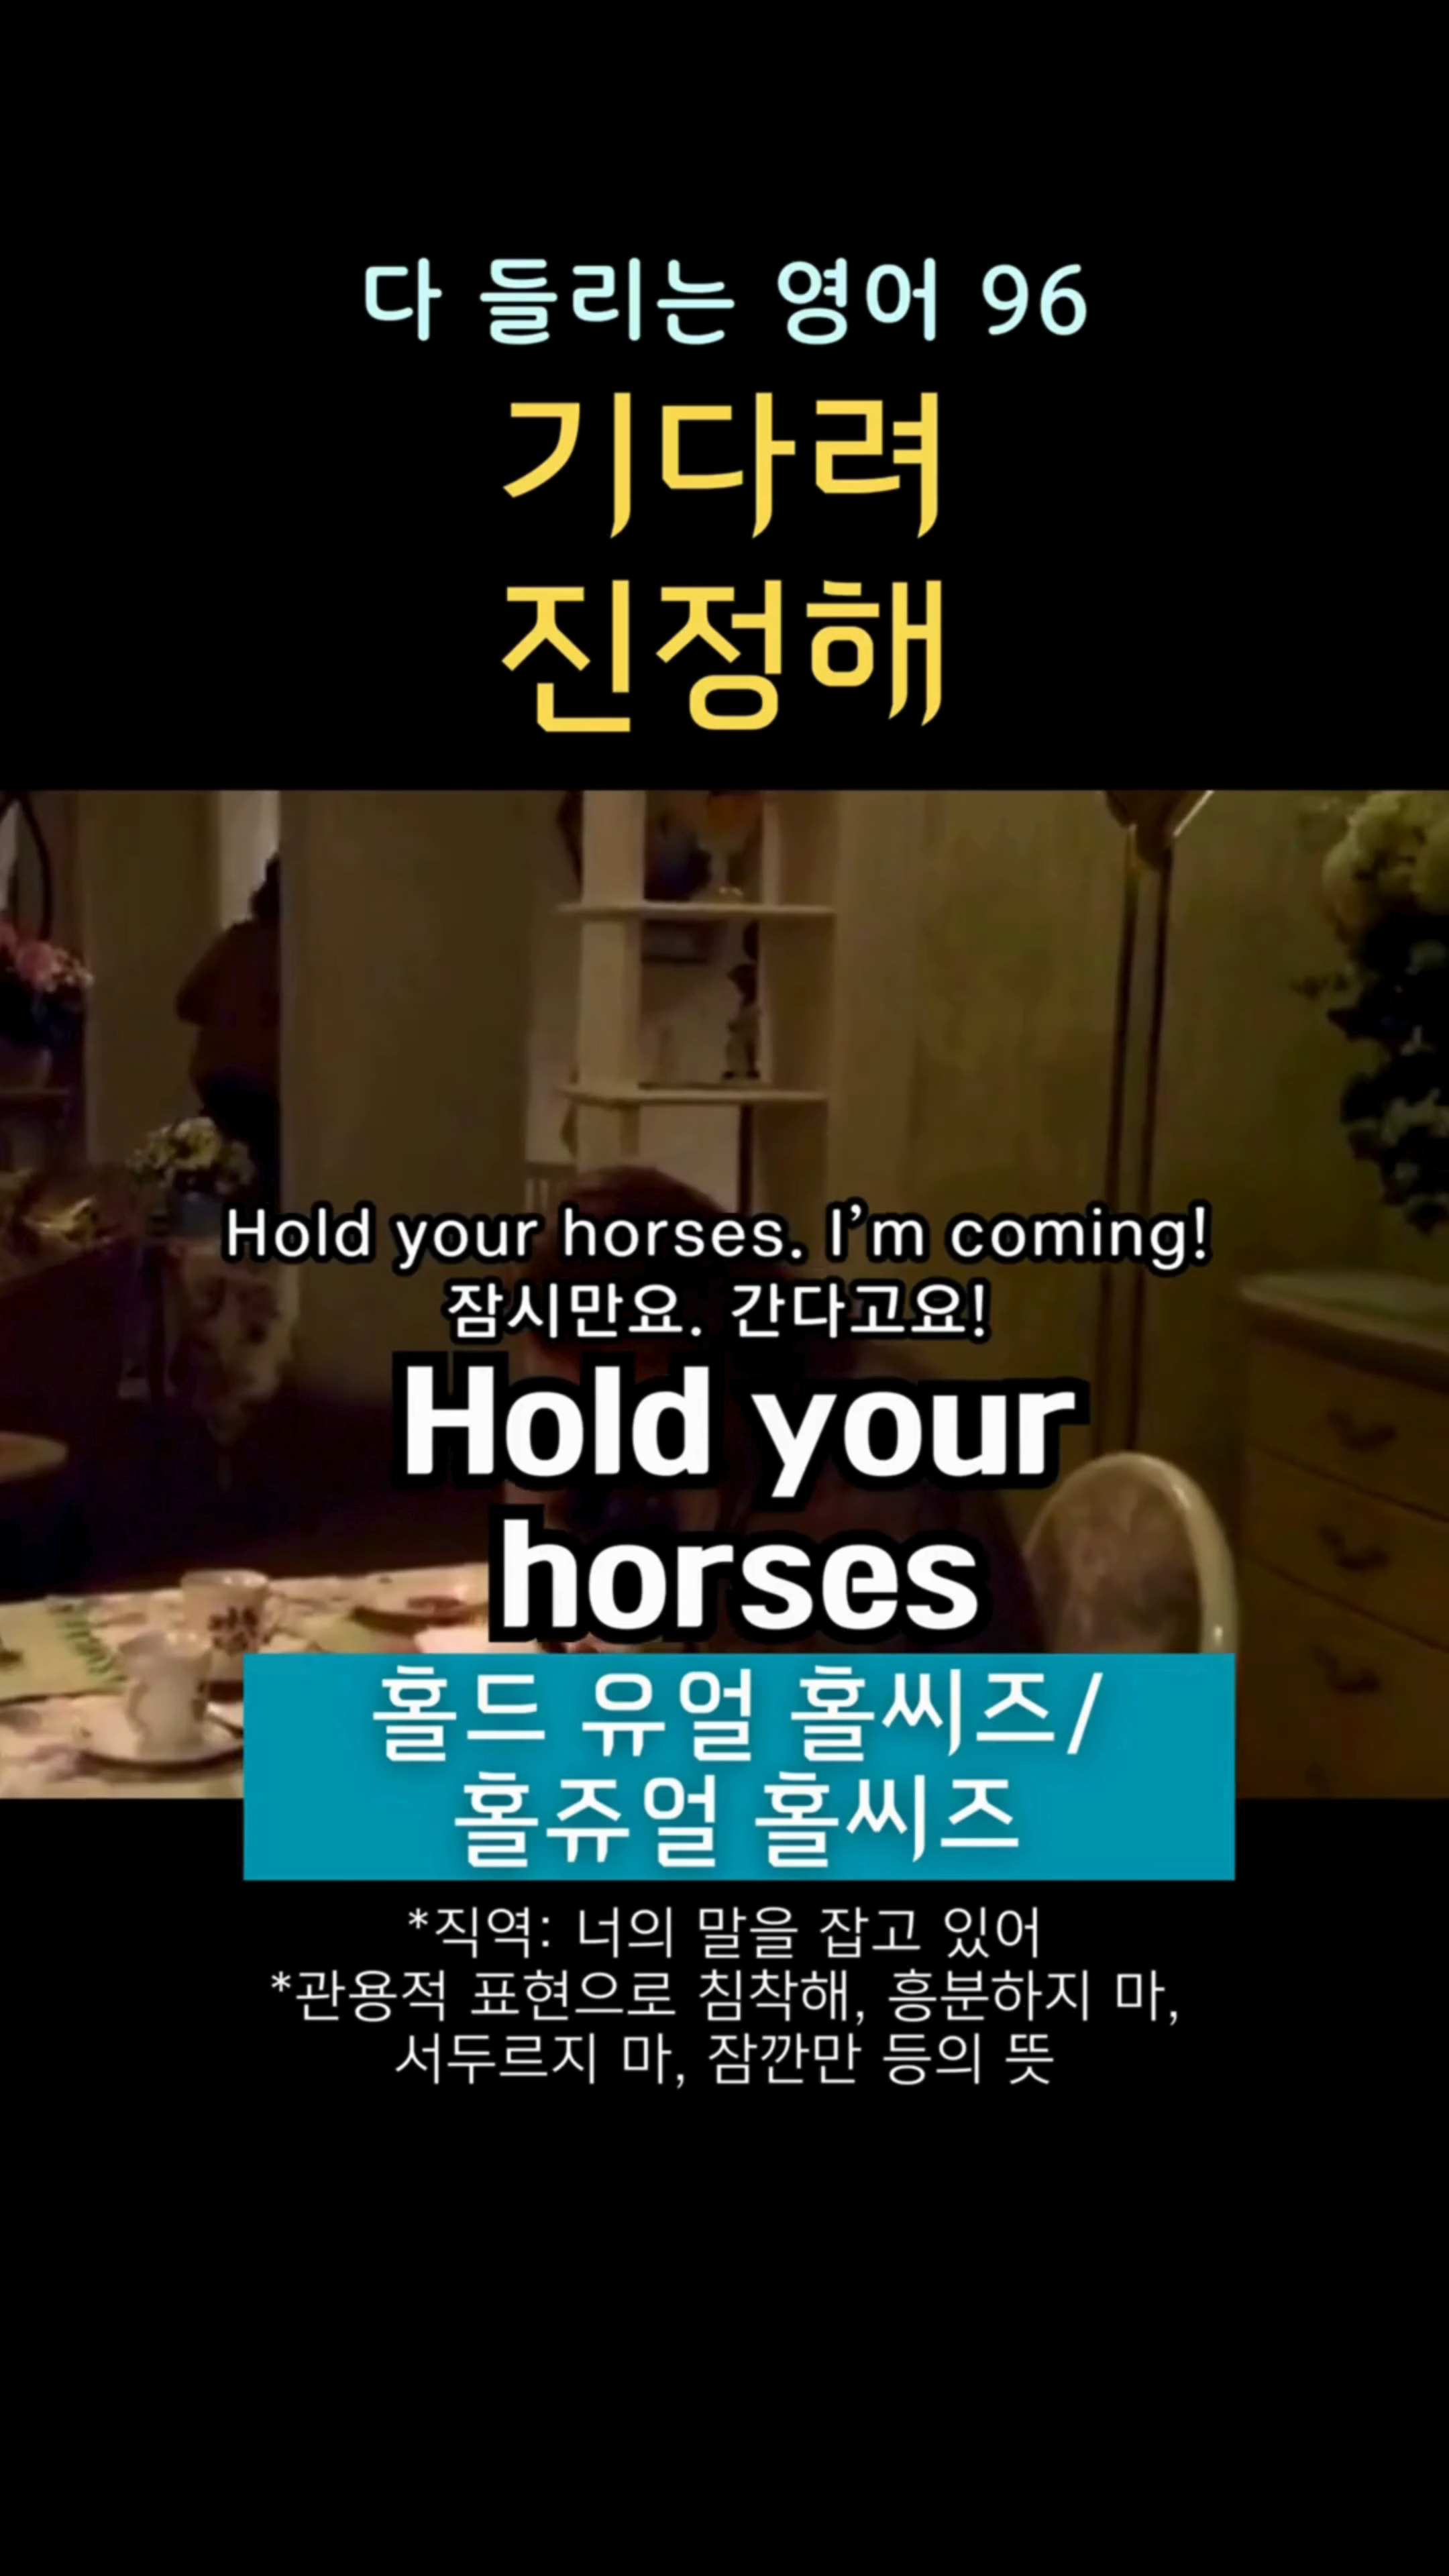 다 들리는 영어 96
기다려
진정해
Hold your horses. I'm coming!
잠시만요. 간다고요!
Hold your
horses
홀드 유얼 홀씨즈/
홀쥬얼 홀씨즈
*직역: 너의 말을 잡고 있어
*관용적 표현으로 침착해, 흥분하지 마,
서두르지 마, 잠깐만 등의 뜻